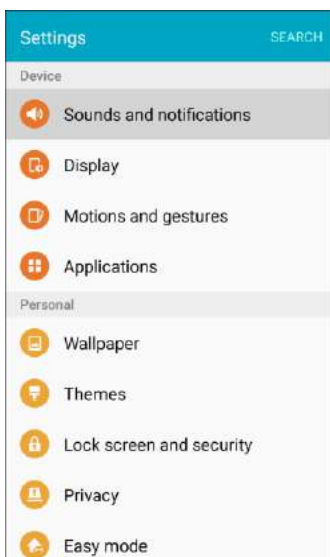 Settings
SEARCH
Device
Sounds and notifications
Display
Motions and gestures
Applications
Personal
Wallpaper
Themes
Lock screen and security
Privacy
Easy mode